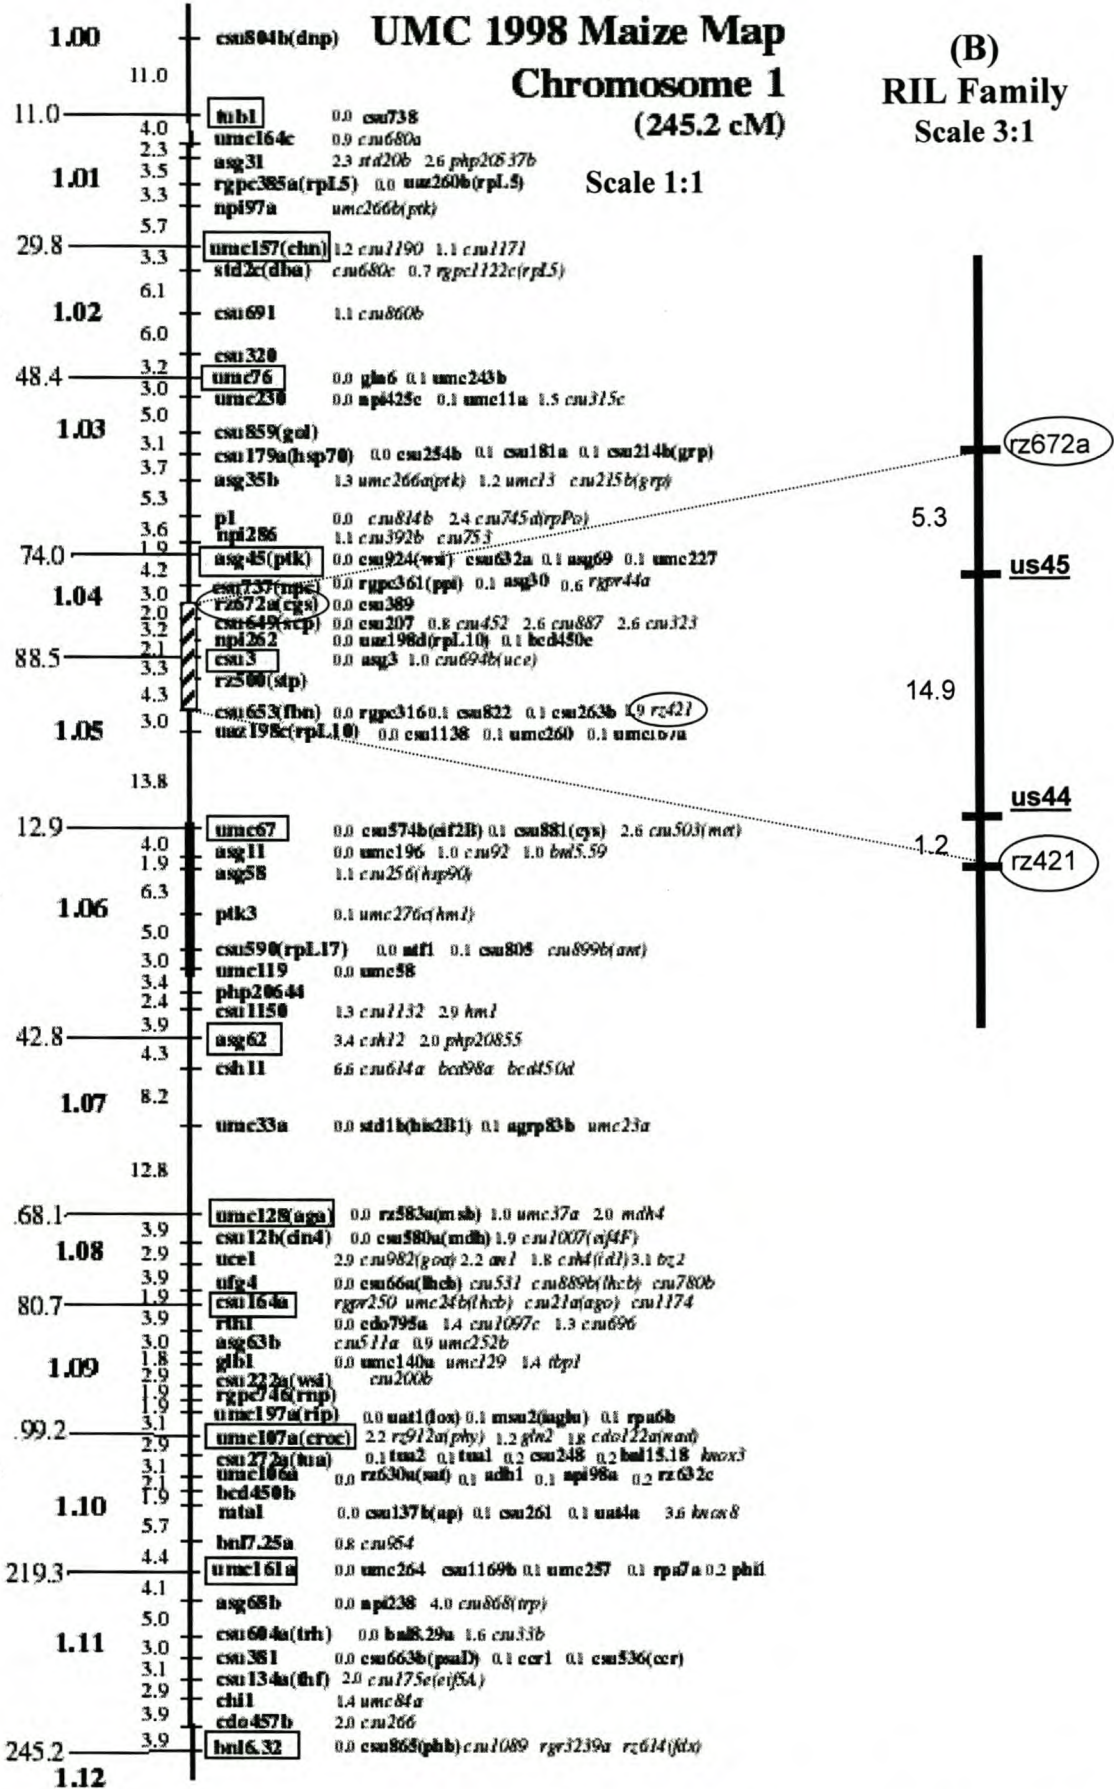 1.00 csu804b(dnp) UMC 1998 Maize Map
Chromosome 1
(245.2 cM)
Scale 1:1
(B)
RIL Family
Scale 3:1
11.0
11.0 tub1 0.0 csu738
4.0
umc164c 0.9 csu680a
2.3
asg31 2.3 std20b 2.6 php20537b
3.5
1.01 rgpc385a(rpL5) 0.0 uaz260b(rpL5)
3.3
npi97a umc266b(ptk)
5.7
29.8 umc157(chn) 1.2 csu1190 1.1 csu1171
3.3
std2c(dba) csu680c 0.7 rgpc1122c(rpL5)
6.1
1.02 csu691 1.1 csu860b
6.0
csu320
3.2
48.4 umc76 0.0 gln6 0.1 umc243b
3.0
umc230 0.0 npi425c 0.1 umc11a 1.5 csu315c
5.0
1.03 csu859(gol)
3.1
csu179a(hsp70) 0.0 csu254b 0.1 csu181a 0.1 csu214b(grp)
rz672a
3.7
asg35b 1.3 umc266a(ptk) 1.2 umc13 csu215b(grp)
5.3
5.3
p1 0.0 csu814b 2.4 csu745d(rpPo)
3.6
npi286 1.1 csu392b csu753
1.9
74.0 asg45(ptk) 0.0 csu924(wsi) csu632a 0.1 asg69 0.1 umc227
us45
4.2
csu737(npc) 0.0 rgpc361(ppi) 0.1 asg30 0.6 rgpr44a
1.04 3.0
rz672a(cgs) 0.0 csu389
2.0
csu649(scp) 0.0 csu207 0.8 csu452 2.6 csu887 2.6 csu323
3.2
npi262 0.0 uaz198d(rpL10) 0.1 bcd450e
2.1
88.5 csu3 0.0 asg3 1.0 csu694b(uce)
3.3
rz500(stp)
4.3
14.9
csu653(fbn) 0.0 rgpc316 0.1 csu822 0.1 csu263b 1.9 rz421
3.0
1.05 uaz198c(rpL10) 0.0 csu1138 0.1 umc260 0.1 umc167a
13.8
us44
12.9 umc67 0.0 csu574b(eif2B) 0.1 csu881(cys) 2.6 csu503(met)
4.0
asg11 0.0 umc196 1.0 csu92 1.0 bnl5.59
1.2
rz421
1.9
asg58 1.1 csu256(hsp90)
6.3
1.06 ptk3 0.1 umc276c(hm1)
5.0
csu590(rpL17) 0.0 atf1 0.1 csu805 csu899b(ant)
3.0
umc119 0.0 umc58
3.4
php20644
2.4
csu1150 1.3 csu1132 2.9 hm1
3.9
42.8 asg62 3.4 csh12 2.0 php20855
4.3
csh11 6.6 csu614a bcd98a bcd450d
1.07 8.2
umc33a 0.0 std1b(his2B1) 0.1 agrp83b umc23a
12.8
.68.1 umc128(aga) 0.0 rz583a(msb) 1.0 umc37a 2.0 mdh4
3.9
csu12b(cin4) 0.0 csu580a(mdh) 1.9 csu1007(eif4F)
1.08 2.9
uce1 2.9 csu982(goa) 2.2 an1 1.8 csh4(id1) 3.1 bz2
3.9
ufg4 0.0 csu66a(lhcb) csu531 csu889b(lhcb) csu780b
1.9
80.7 csu164a rgpr250 umc24b(lhcb) csu21a(ago) csu1174
3.9
rth1 0.0 cdo795a 1.4 csu1097c 1.3 csu696
3.0
asg63b csu511a 0.9 umc252b
1.8
1.09 glb1 0.0 umc140a umc129 1.4 tbp1
2.9
csu222a(wsi) csu200b
1.9
rgpc746(rnp)
1.9
umc197a(rip) 0.0 uat1(lox) 0.1 msu2(iaglu) 0.1 rpa6b
3.1
.99.2 umc107a(croc) 2.2 rz912a(phy) 1.2 gln2 1.8 cdo122a(nad)
2.9
csu272a(tua) 0.1 tua2 0.1 tua1 0.2 csu248 0.2 bnl15.18 knox3
3.1
umc106a 0.0 rz630a(sat) 0.1 adh1 0.1 npi98a 0.2 rz632c
2.1
bcd450b
1.9
1.10 mta1 0.0 csu137b(ap) 0.1 csu261 0.1 uat4a 3.6 knox8
5.7
bnl7.25a 0.8 csu954
4.4
219.3 umc161a 0.0 umc264 csu1169b 0.1 umc257 0.1 rpa7a 0.2 phi1
4.1
asg68b 0.0 npi238 4.0 csu868(trp)
5.0
1.11 csu604a(trh) 0.0 bnl8.29a 1.6 csu33b
3.0
csu381 0.0 csu663b(psaD) 0.1 ccr1 0.1 csu536(ccr)
3.1
csu134a(thf) 2.0 csu175e(eif5A)
2.9
chi1 1.4 umc84a
3.9
cdo457b 2.0 csu266
3.9
245.2 bnl6.32 0.0 csu865(phb) csu1089 rgr3239a rz614(fdx)
1.12